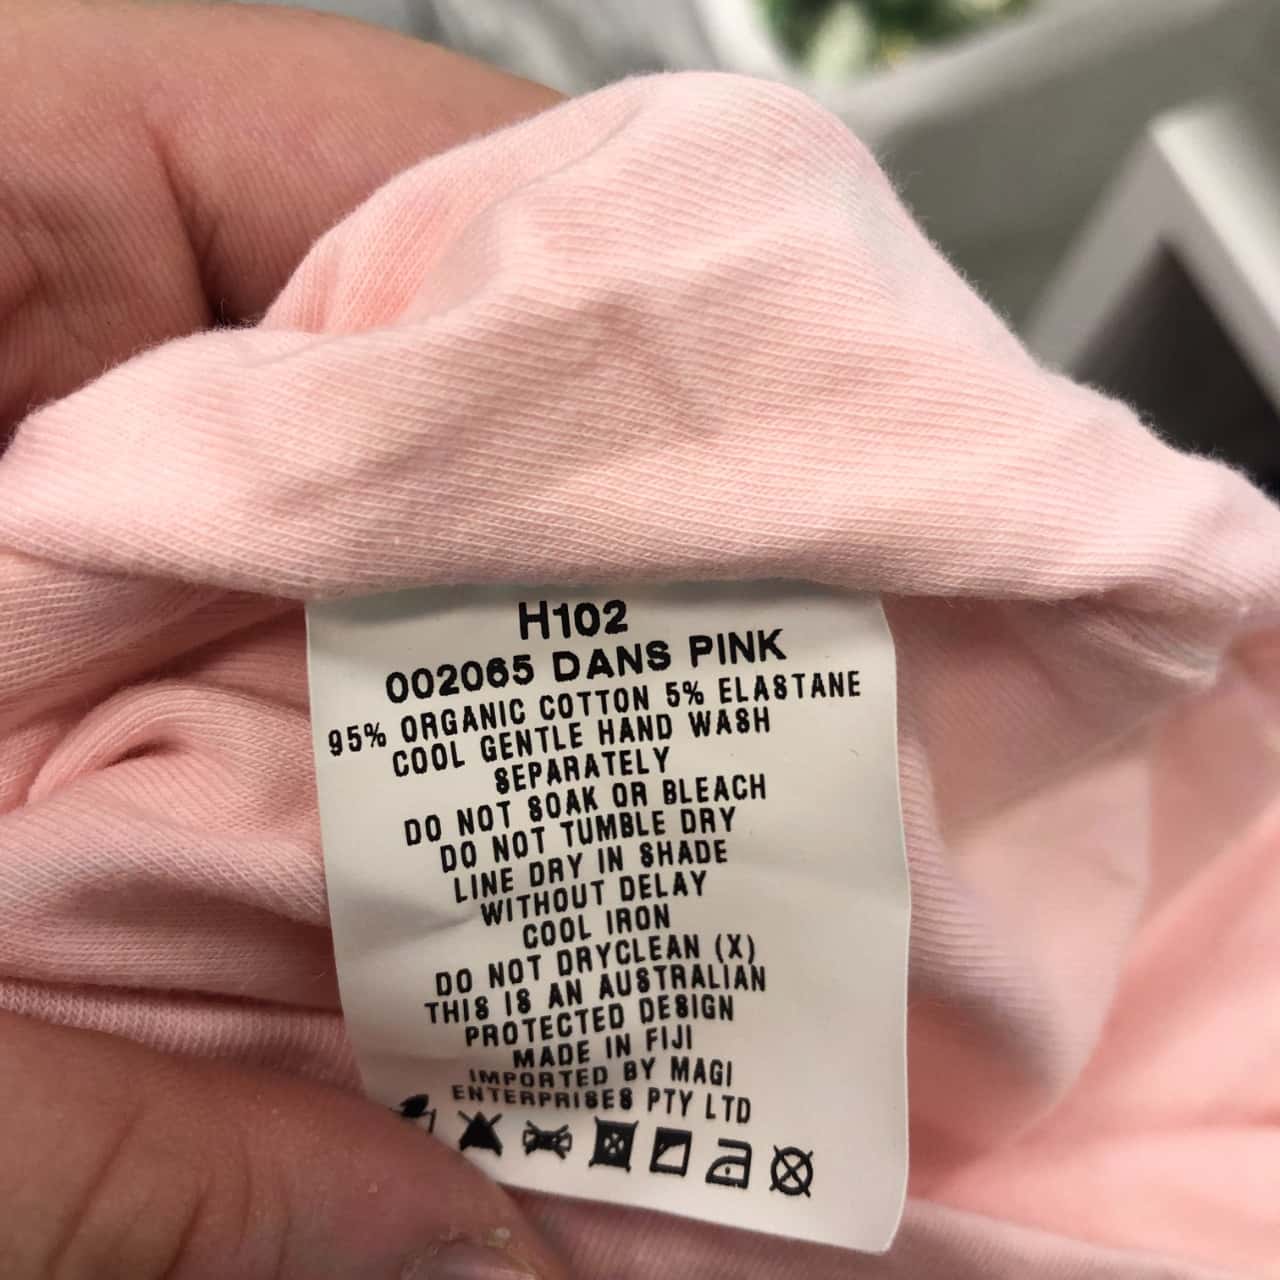 H102
002065 DANS PINK
95% ORGANIC COTTON 5% ELASTANE
COOL GENTLE HAND WASH
SEPARATELY
DO NOT SOAK OR BLEACH
DO NOT TUMBLE DRY
LINE DRY IN SHADE
WITHOUT DELAY
COOL IRON
DO NOT DRYCLEAN (X)
THIS IS AN AUSTRALIAN
PROTECTED DESIGN
MADE IN FIJI
IMPORTED BY MAGI
ENTERPRISES PTY LTD